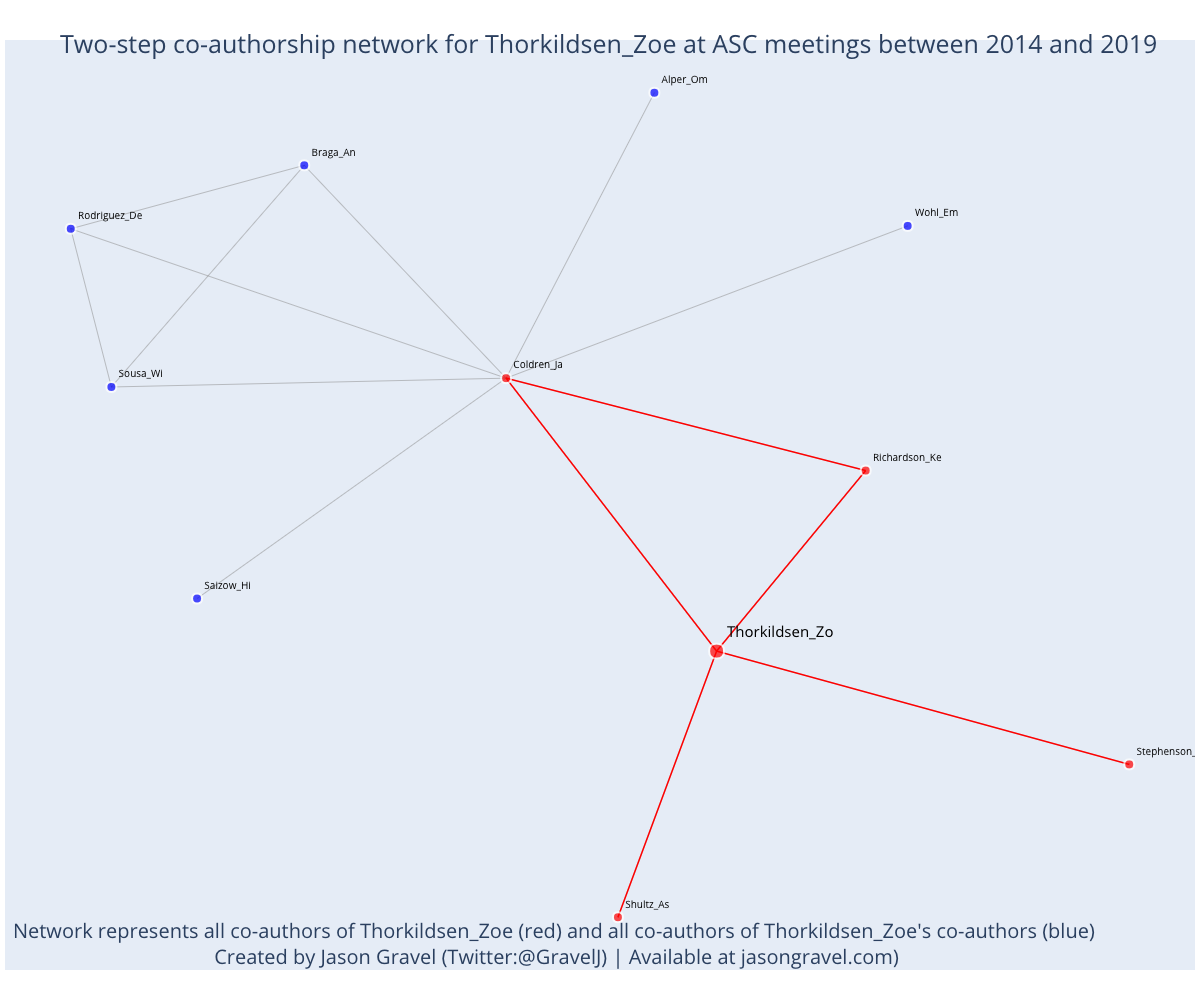 Two-step co-authorship network for Thorkildsen_Zoe at ASC meetings between 2014 and 2019
Alper_Om
Braga_An
Rodriguez_De
Wohl_Em
Coldren_Ja
Sousa_Wi
Richardson_Ke
Saizow_Hi
Thorkildsen_Zo
Stephenson_
Shultz_As
Network represents all co-authors of Thorkildsen_Zoe (red) and all co-authors of Thorkildsen_Zoe's co-authors (blue)
Created by Jason Gravel (Twitter:@GravelJ) | Available at jasongravel.com)